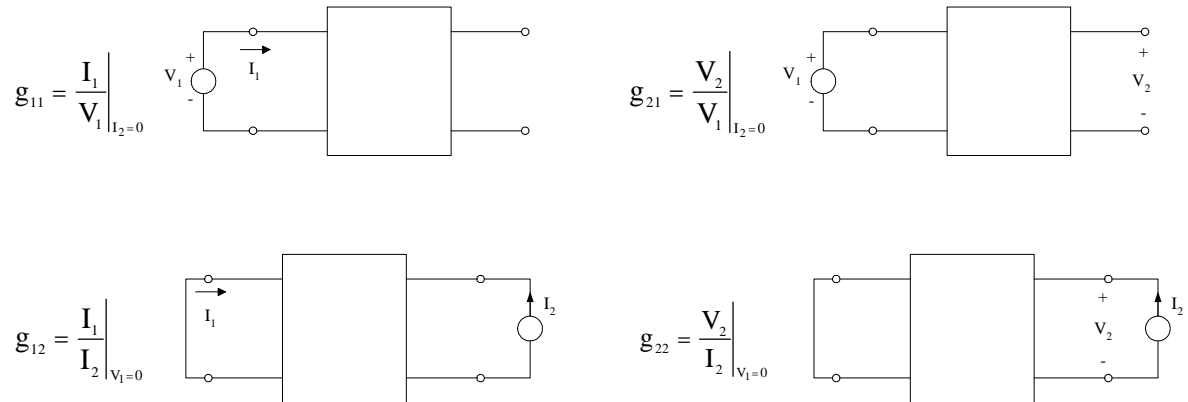 g₁₁ = I₁/V₁|I₂=0
+
V₁
-
I₁
g₂₁ = V₂/V₁|I₂=0
+
V₁
-
+
V₂
-
g₁₂ = I₁/I₂|V₁=0
I₁
I₂
g₂₂ = V₂/I₂|V₁=0
+
V₂
-
I₂